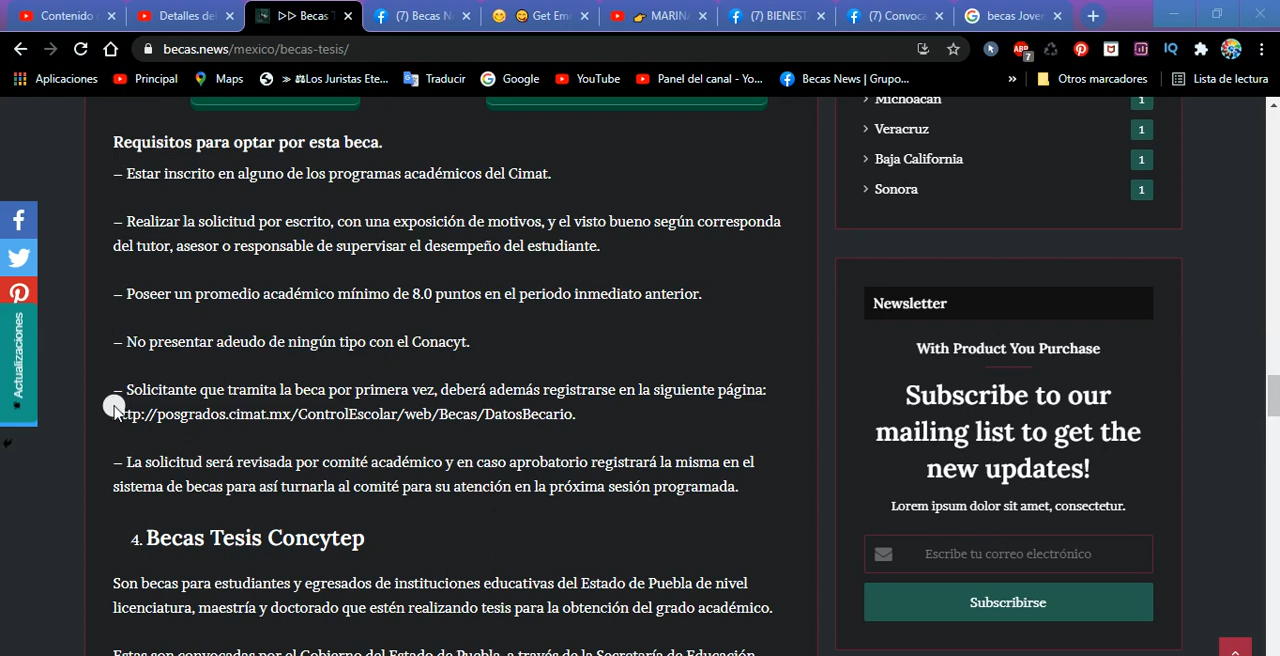 Contenido d
Detalles del
▷▷ Becas T
(7) Becas N
😊 😊 Get Em
👉 MARINA
(7) BIENEST
(7) Convoca
becas Jover
becas.news/mexico/becas-tesis/
7
IQ
Aplicaciones
Principal
Maps
» ⚖Los Juristas Ete...
Traducir
Google
YouTube
Panel del canal - Yo...
Becas News | Grupo...
»
Otros marcadores
Lista de lectura
Requisitos para optar por esta beca.
– Estar inscrito en alguno de los programas académicos del Cimat.
– Realizar la solicitud por escrito, con una exposición de motivos, y el visto bueno según corresponda
del tutor, asesor o responsable de supervisar el desempeño del estudiante.
– Poseer un promedio académico mínimo de 8.0 puntos en el periodo inmediato anterior.
– No presentar adeudo de ningún tipo con el Conacyt.
– Solicitante que tramita la beca por primera vez, deberá además registrarse en la siguiente página:
ttp://posgrados.cimat.mx/ControlEscolar/web/Becas/DatosBecario.
– La solicitud será revisada por comité académico y en caso aprobatorio registrará la misma en el
sistema de becas para así turnarla al comité para su atención en la próxima sesión programada.
4. Becas Tesis Concytep
Son becas para estudiantes y egresados de instituciones educativas del Estado de Puebla de nivel
licenciatura, maestría y doctorado que estén realizando tesis para la obtención del grado académico.
Estas son convocadas por el Gobierno del Estado de Puebla, a través de la Secretaría de Educación
Actualizaciones
Michoacán 1
Veracruz 1
Baja California 1
Sonora 1
Newsletter
With Product You Purchase
Subscribe to our
mailing list to get the
new updates!
Lorem ipsum dolor sit amet, consectetur.
Escribe tu correo electrónico
Subscribirse